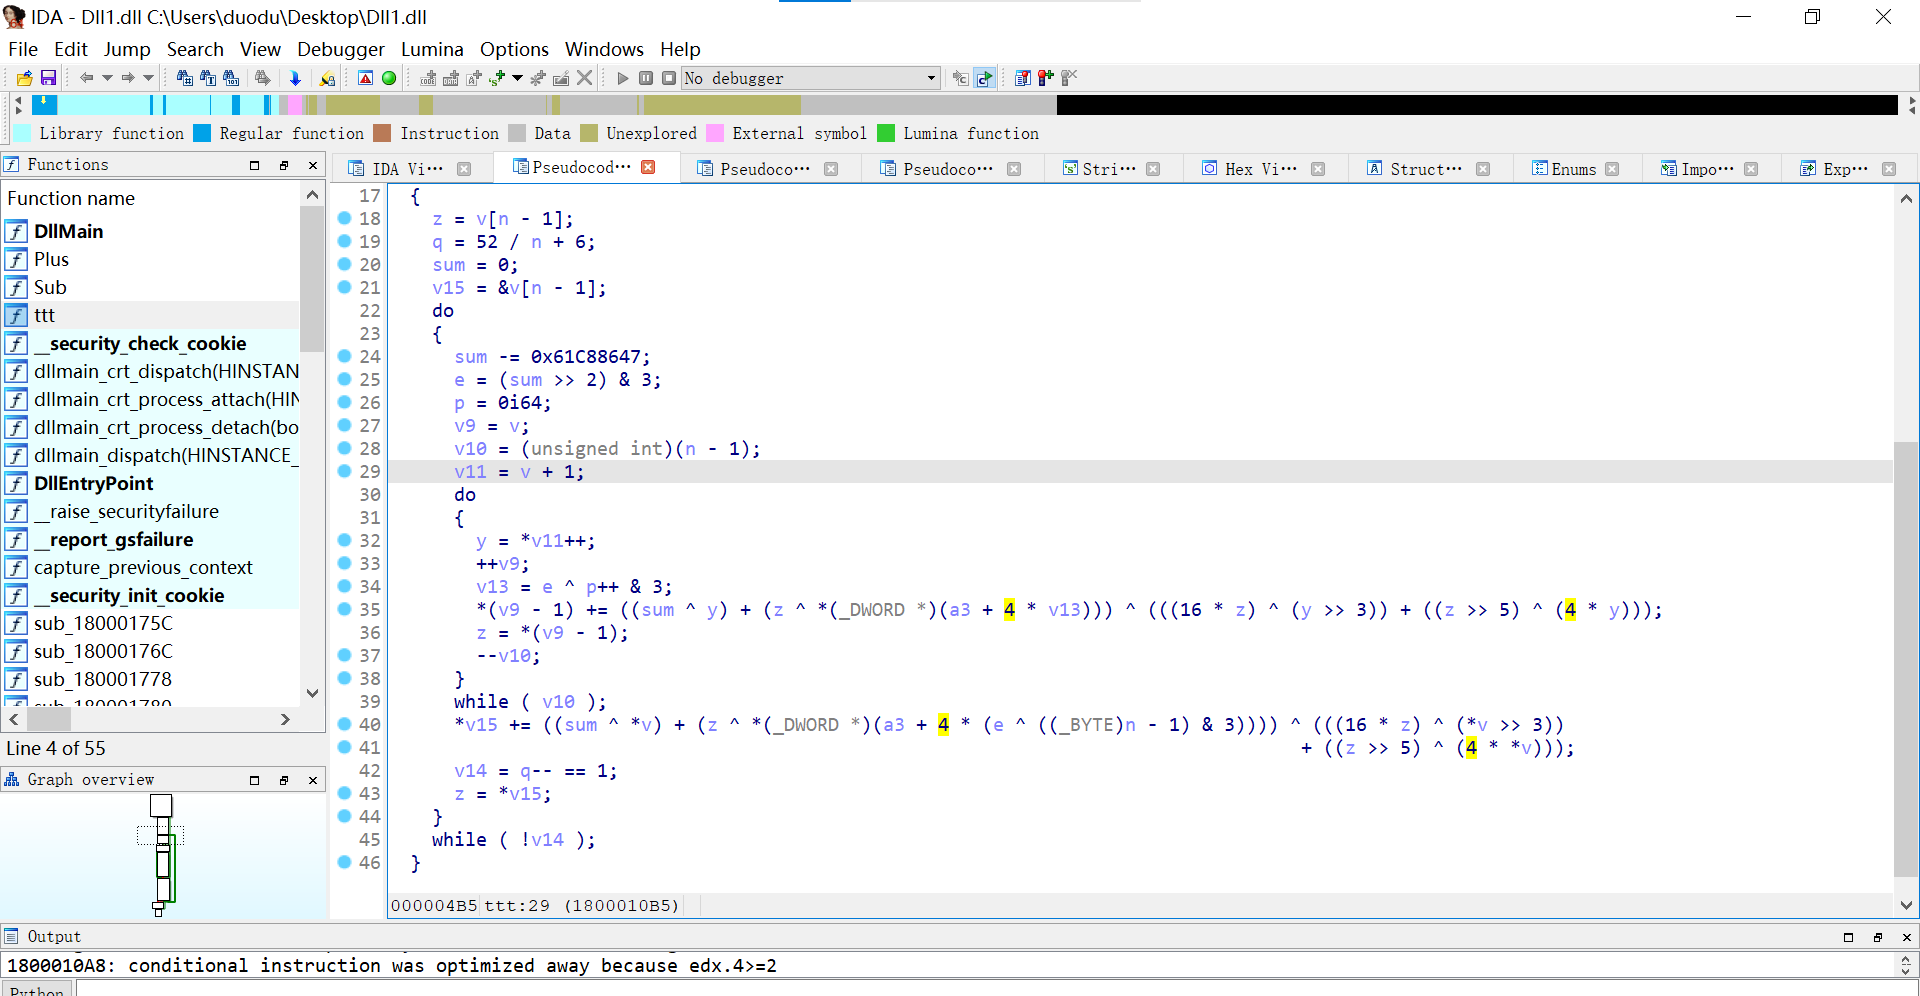 IDA - Dll1.dll C:\Users\duodu\Desktop\Dll1.dll
File Edit Jump Search View Debugger Lumina Options Windows Help
No debugger
Library function Regular function Instruction Data Unexplored External symbol Lumina function
Functions
IDA Vi··· Pseudocod··· Pseudoco··· Pseudoco··· Stri··· Hex Vi··· Struct··· Enums Impo··· Exp···
Function name
DllMain
Plus
Sub
ttt
__security_check_cookie
dllmain_crt_dispatch(HINSTAN
dllmain_crt_process_attach(HIN
dllmain_crt_process_detach(bo
dllmain_dispatch(HINSTANCE_
DllEntryPoint
__raise_securityfailure
__report_gsfailure
capture_previous_context
__security_init_cookie
sub_18000175C
sub_18000176C
sub_180001778
sub_180001780
Line 4 of 55
Graph overview
17 {
18 z = v[n - 1];
19 q = 52 / n + 6;
20 sum = 0;
21 v15 = &v[n - 1];
22 do
23 {
24 sum -= 0x61C88647;
25 e = (sum >> 2) & 3;
26 p = 0i64;
27 v9 = v;
28 v10 = (unsigned int)(n - 1);
29 v11 = v + 1;
30 do
31 {
32 y = *v11++;
33 ++v9;
34 v13 = e ^ p++ & 3;
35 *(v9 - 1) += ((sum ^ y) + (z ^ *(_DWORD *)(a3 + 4 * v13))) ^ (((16 * z) ^ (y >> 3)) + ((z >> 5) ^ (4 * y)));
36 z = *(v9 - 1);
37 --v10;
38 }
39 while ( v10 );
40 *v15 += ((sum ^ *v) + (z ^ *(_DWORD *)(a3 + 4 * (e ^ ((_BYTE)n - 1) & 3)))) ^ (((16 * z) ^ (*v >> 3))
41 + ((z >> 5) ^ (4 * *v)));
42 v14 = q-- == 1;
43 z = *v15;
44 }
45 while ( !v14 );
46 }
000004B5 ttt:29 (1800010B5)
Output
1800010A8: conditional instruction was optimized away because edx.4>=2
Python